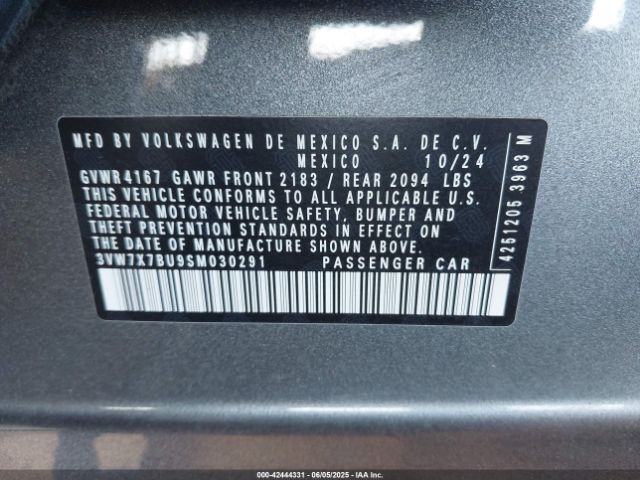 MFD BY VOLKSWAGEN DE MEXICO S.A. DE C.V.
MEXICO 10/24
GVWR4167 GAWR FRONT 2183 / REAR 2094 LBS
THIS VEHICLE CONFORMS TO ALL APPLICABLE U.S.
FEDERAL MOTOR VEHICLE SAFETY, BUMPER AND
THEFT PREVENTION STANDARDS IN EFFECT ON
THE DATE OF MANUFACTURE SHOWN ABOVE.
3VW7X7BU9SM030291 PASSENGER CAR
4251205 3963 M
000-42444331 - 06/05/2025 - IAA Inc.